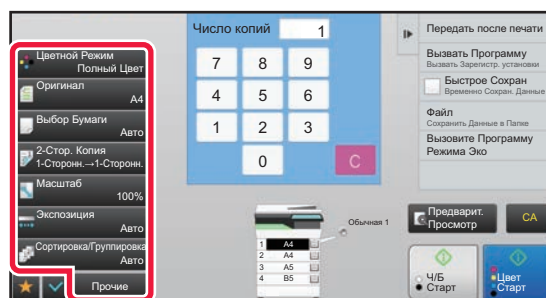 Цветной Режим
Полный Цвет
Оригинал
A4
Выбор Бумаги
Авто
2-Стор. Копия
1-Сторонн.→1-Сторонн.
Масштаб
100%
Экспозиция
Авто
Сортировка/Группировка
Авто
Прочие
Число копий 1
7 8 9
4 5 6
1 2 3
0 C
Обычная 1
1 A4
2 A4
3 A5
4 B5
Передать после печати
Вызвать Программу
Вызвать Зарегистр. установки
Быстрое Сохран
Временно Сохран. Данные
Файл
Сохранить Данные в Папке
Вызовите Программу
Режима Эко
Предварит.
Просмотр
CA
Ч/Б
Старт
Цвет
Старт